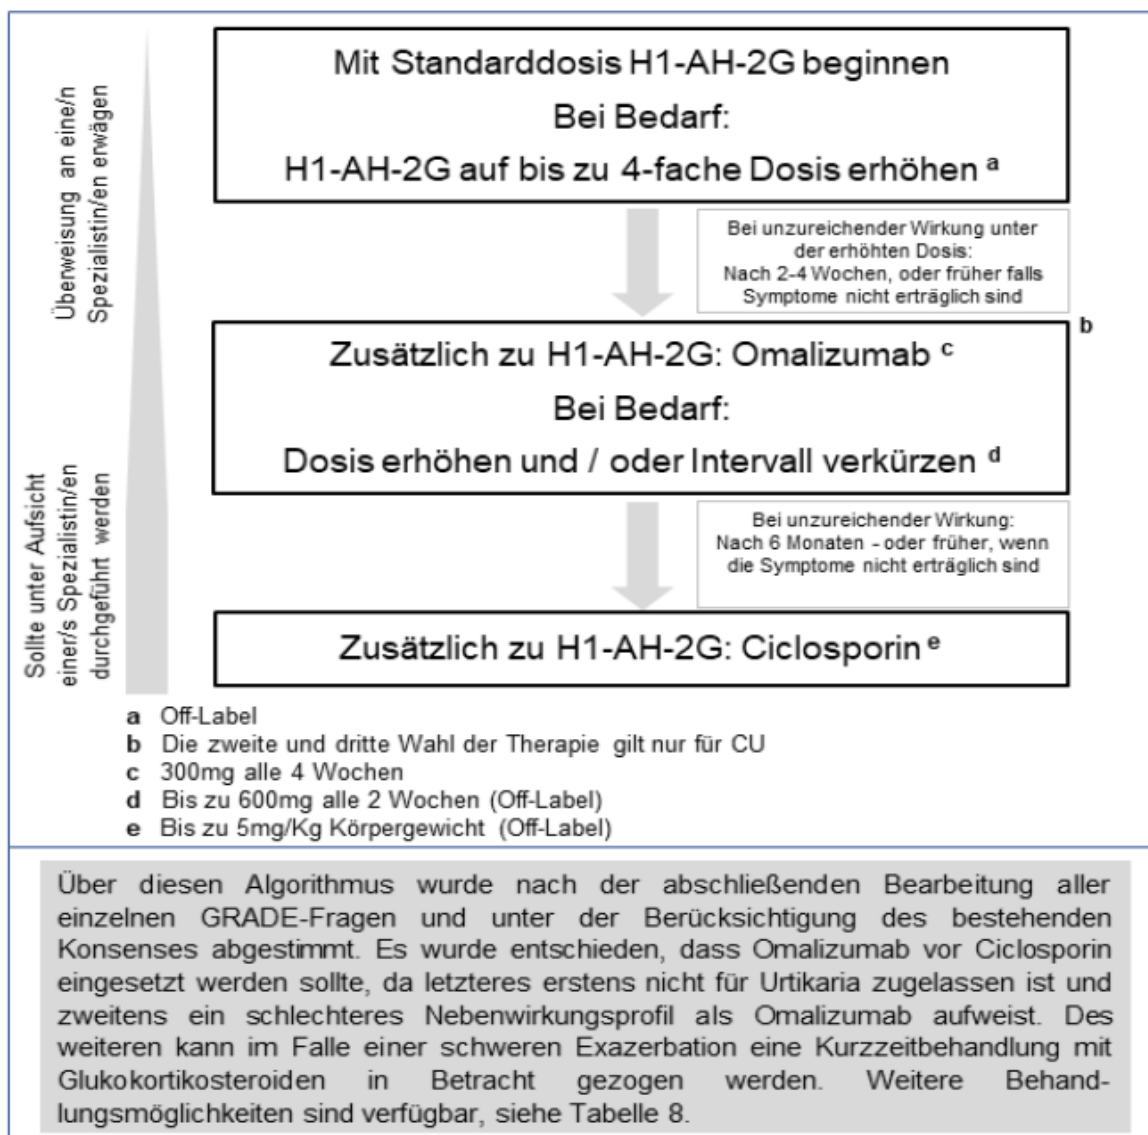 Überweisung an eine/n
Spezialistin/en erwägen
Mit Standarddosis H1-AH-2G beginnen
Bei Bedarf:
H1-AH-2G auf bis zu 4-fache Dosis erhöhen a
Bei unzureichender Wirkung unter
der erhöhten Dosis:
Nach 2-4 Wochen, oder früher falls
Symptome nicht erträglich sind
b
Zusätzlich zu H1-AH-2G: Omalizumab c
Bei Bedarf:
Dosis erhöhen und / oder Intervall verkürzen d
Sollte unter Aufsicht
einer/s Spezialistin/en
durchgeführt werden
Bei unzureichender Wirkung:
Nach 6 Monaten - oder früher, wenn
die Symptome nicht erträglich sind
Zusätzlich zu H1-AH-2G: Ciclosporin e
a Off-Label
b Die zweite und dritte Wahl der Therapie gilt nur für CU
c 300mg alle 4 Wochen
d Bis zu 600mg alle 2 Wochen (Off-Label)
e Bis zu 5mg/Kg Körpergewicht (Off-Label)
Über diesen Algorithmus wurde nach der abschließenden Bearbeitung aller
einzelnen GRADE-Fragen und unter der Berücksichtigung des bestehenden
Konsenses abgestimmt. Es wurde entschieden, dass Omalizumab vor Ciclosporin
eingesetzt werden sollte, da letzteres erstens nicht für Urtikaria zugelassen ist und
zweitens ein schlechteres Nebenwirkungsprofil als Omalizumab aufweist. Des
weiteren kann im Falle einer schweren Exazerbation eine Kurzzeitbehandlung mit
Glukokortikosteroiden in Betracht gezogen werden. Weitere Behand-
lungsmöglichkeiten sind verfügbar, siehe Tabelle 8.